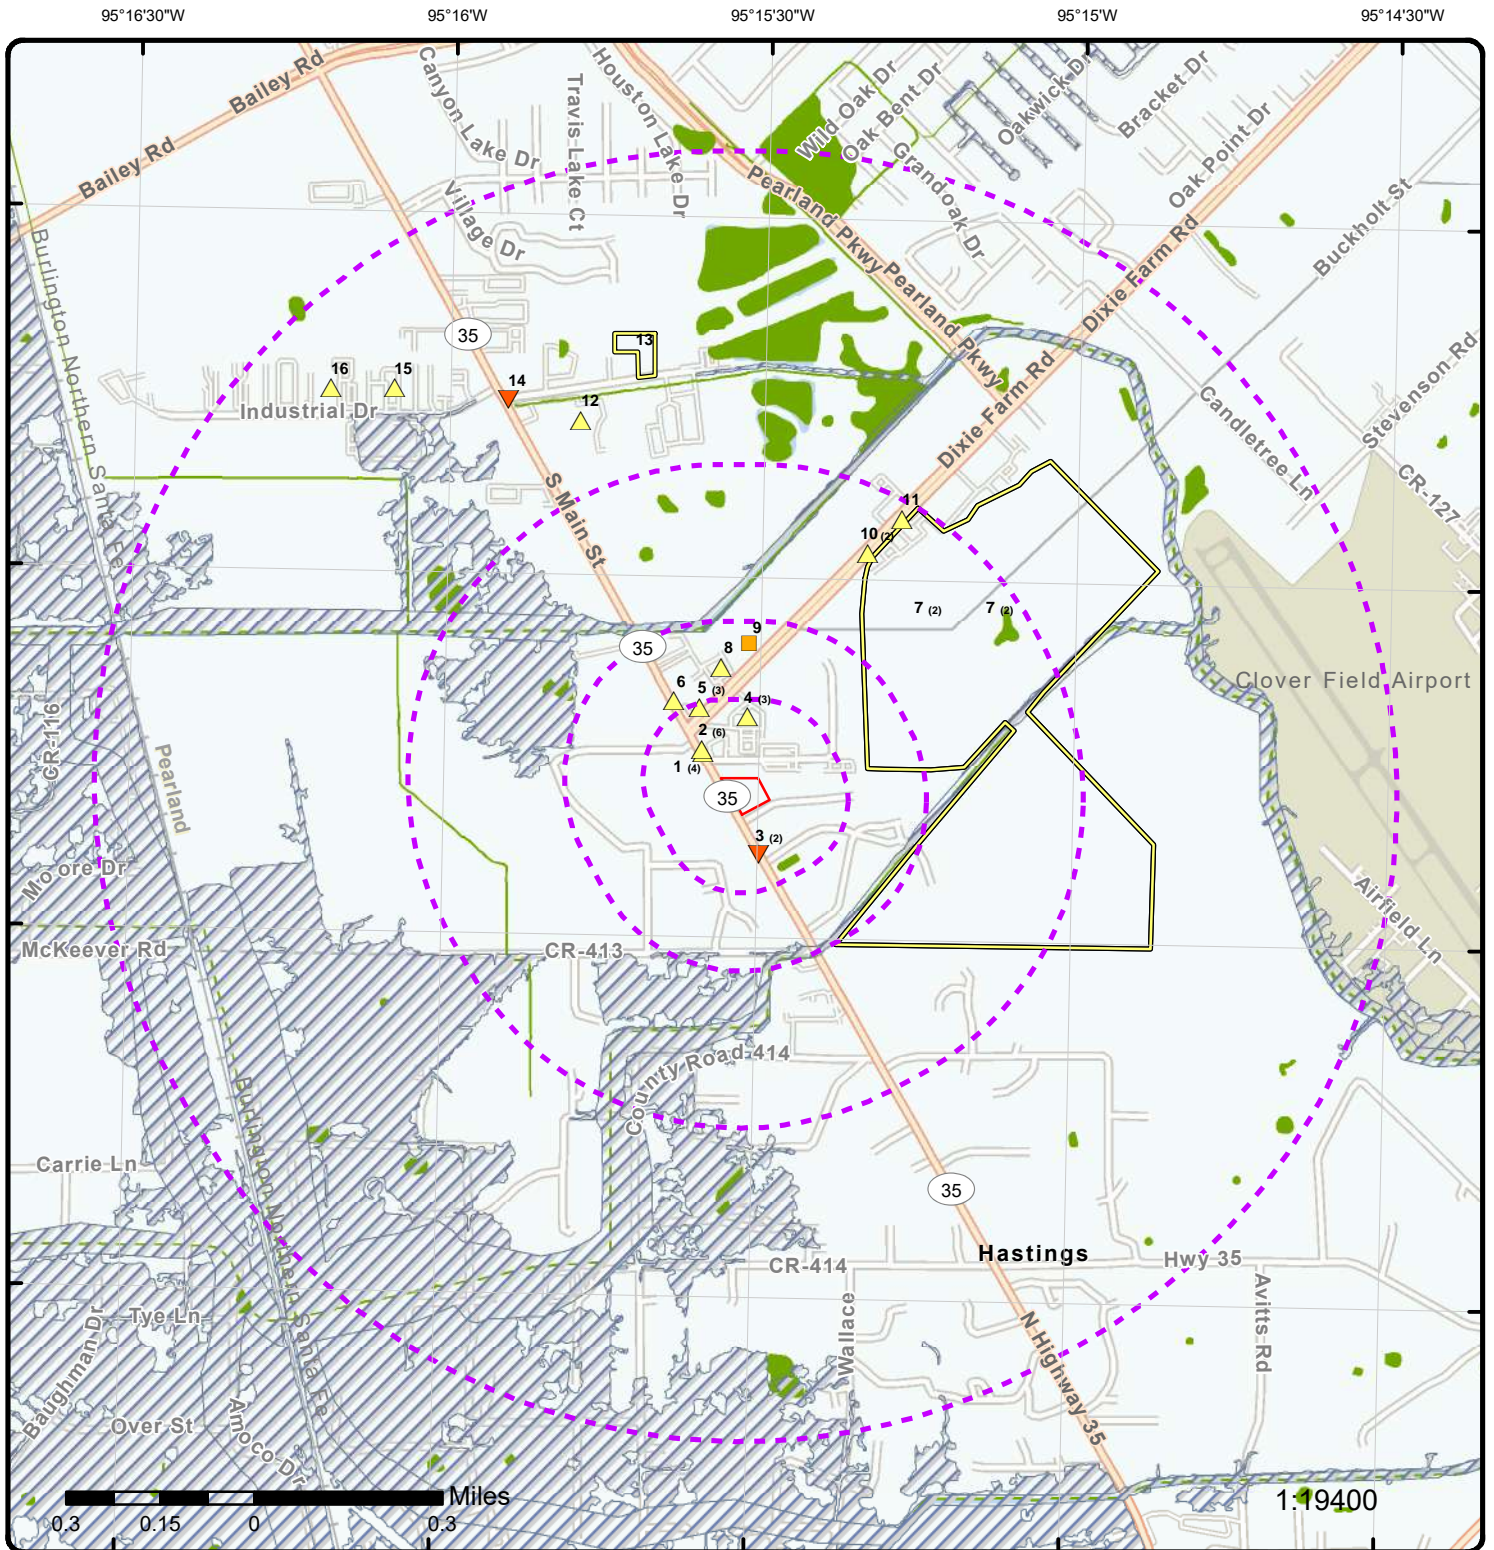 95°16'30"W
95°16'W
95°15'30"W
95°15'W
95°14'30"W
Bailey Rd
Bailey Rd
Canyon Lake Dr
Travis Lake Ct
Houston Lake Dr
Village Dr
Wild Oak Dr
Oak Bent Dr
Grandoak Dr
Oakwick Dr
Bracket Dr
Oak Point Dr
Buckholt St
Pearland Pkwy
Pearland Pkwy
Dixie Farm Rd
Dixie Farm Rd
Burlington Northern Santa Fe
35
13
16
15
14
12
Industrial Dr
Candletree Ln
Stevenson Rd
CR-127
S Main St
11
10 (2)
7 (2)
7 (2)
9
8
35
6
5 (3)
4 (3)
2 (6)
1 (4)
35
3 (2)
Clover Field Airport
CR-116
Pearland
Moore Dr
McKeever Rd
CR-413
Airfield Ln
County Road 414
Burlington Northern Santa Fe
Carrie Ln
35
Hastings
CR-414
Hwy 35
Tye Ln
Baughman Dr
Wallace
Avitts Rd
N Highway 35
Over St
Amoco Dr
Miles
0.3 0.15 0 0.3
1:19400